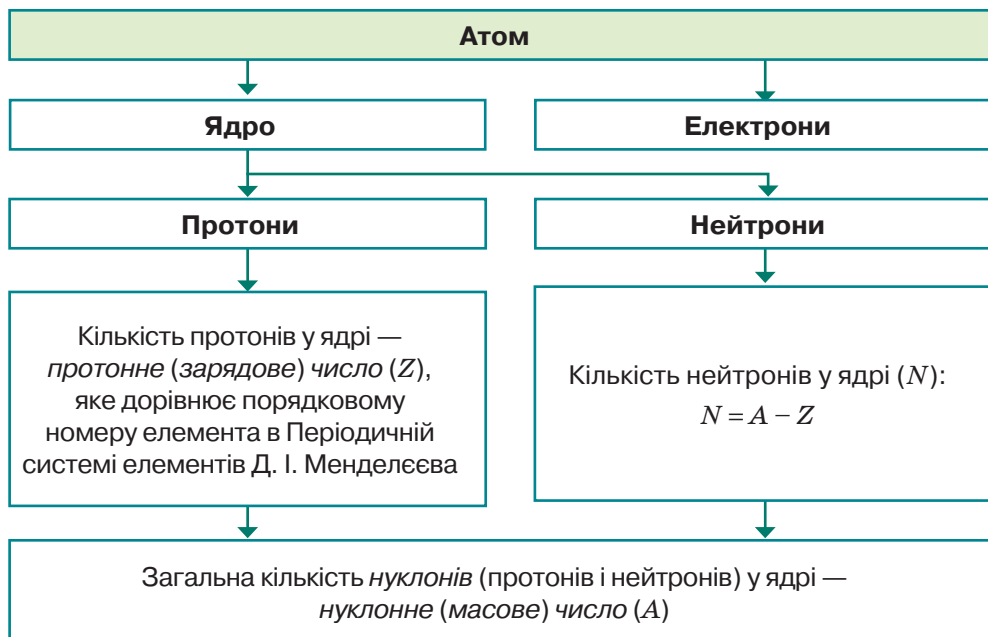 Атом
Ядро
Електрони
Протони
Нейтрони
Кількість протонів у ядрі —
протонне (зарядове) число (Z),
яке дорівнює порядковому
номеру елемента в Періодичній
системі елементів Д. І. Менделєєва
Кількість нейтронів у ядрі (N):
N = A − Z
Загальна кількість нуклонів (протонів і нейтронів) у ядрі —
нуклонне (масове) число (A)